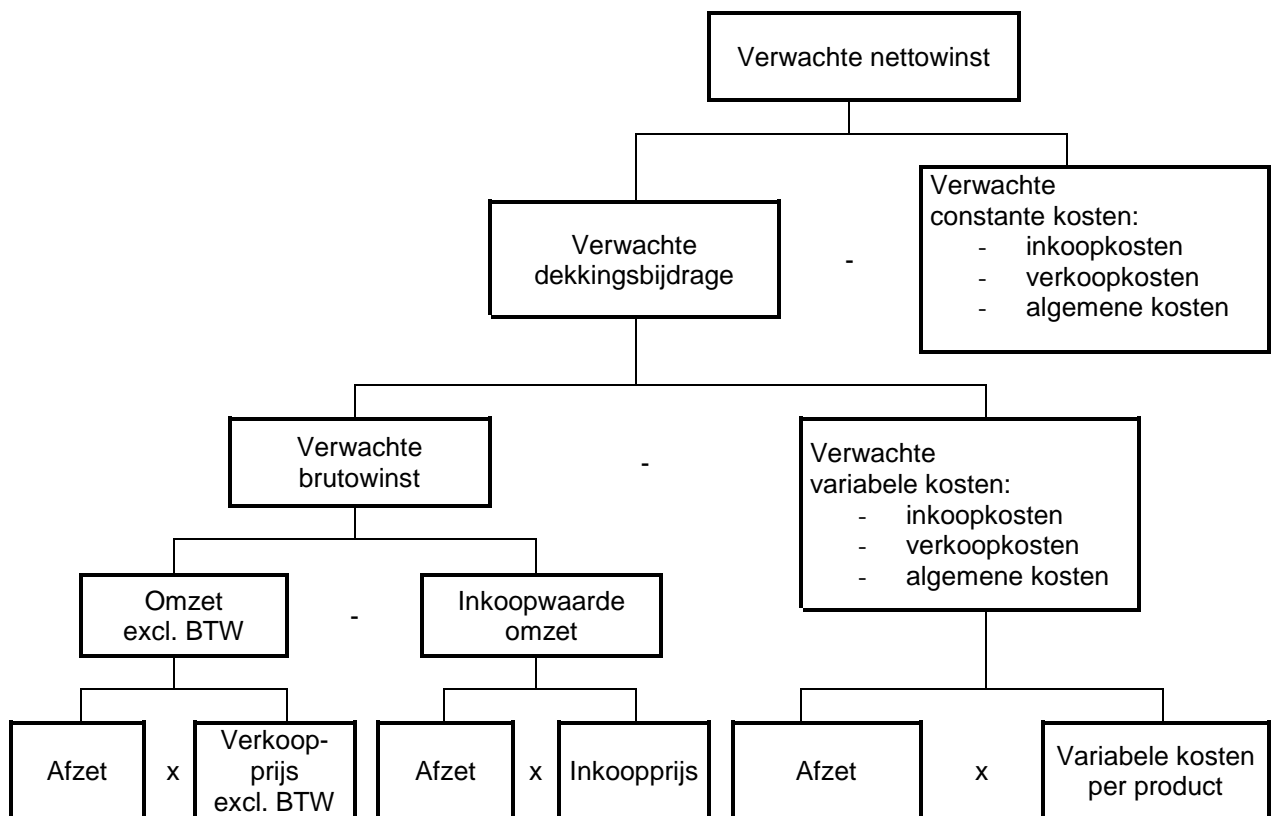 Verwachte nettowinst
Verwachte
dekkingsbijdrage
-
Verwachte
constante kosten:
- inkoopkosten
- verkoopkosten
- algemene kosten
Verwachte
brutowinst
-
Verwachte
variabele kosten:
- inkoopkosten
- verkoopkosten
- algemene kosten
Omzet
excl. BTW
-
Inkoopwaarde
omzet
Afzet
x
Verkoop-
prijs
excl. BTW
Afzet
x
Inkoopprijs
Afzet
x
Variabele kosten
per product